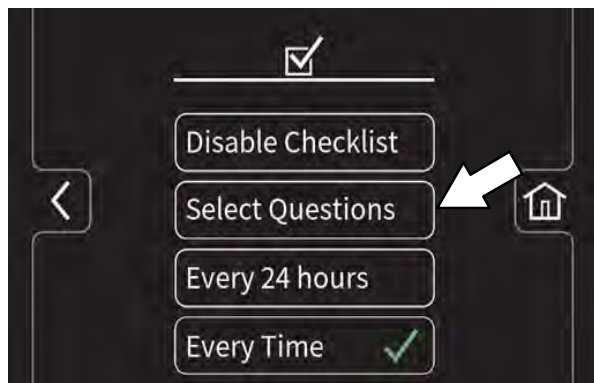 Disable Checklist
Select Questions
Every 24 hours
Every Time